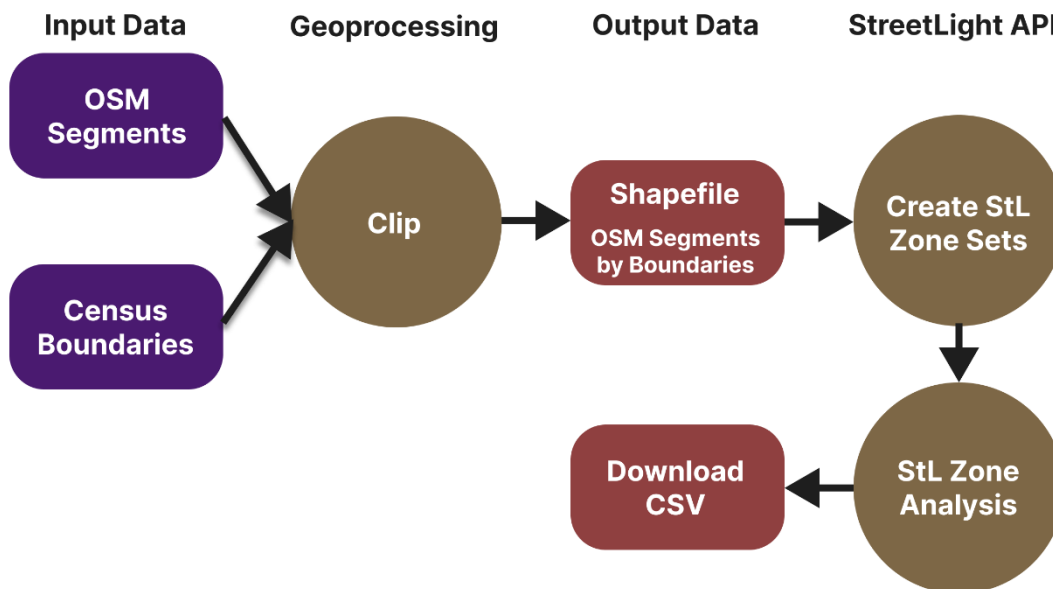 Input Data
Geoprocessing
Output Data
StreetLight API
OSM
Segments
Census
Boundaries
Clip
Shapefile
OSM Segments
by Boundaries
Create StL
Zone Sets
StL Zone
Analysis
Download
CSV